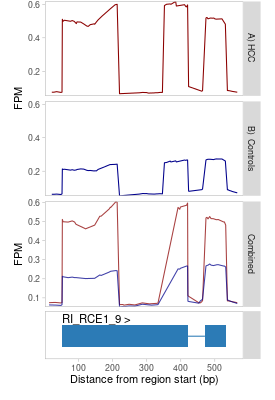 0.6
0.4
0.2
FPM
A) HCC
0.6
0.4
0.2
B) Controls
0.6
0.5
0.4
0.3
0.2
0.1
FPM
Combined
RI_RCE1_9 >
100 200 300 400 500
Distance from region start (bp)